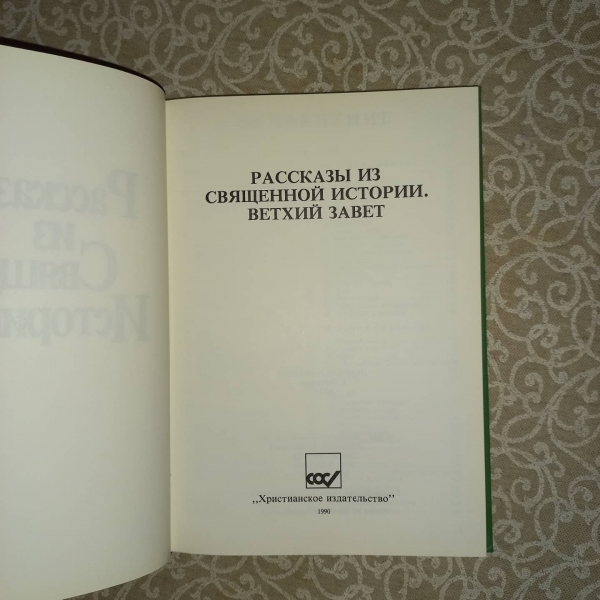 РАССКАЗЫ ИЗ
СВЯЩЕННОЙ ИСТОРИИ.
ВЕТХИЙ ЗАВЕТ
„Христианское издательство"
1990